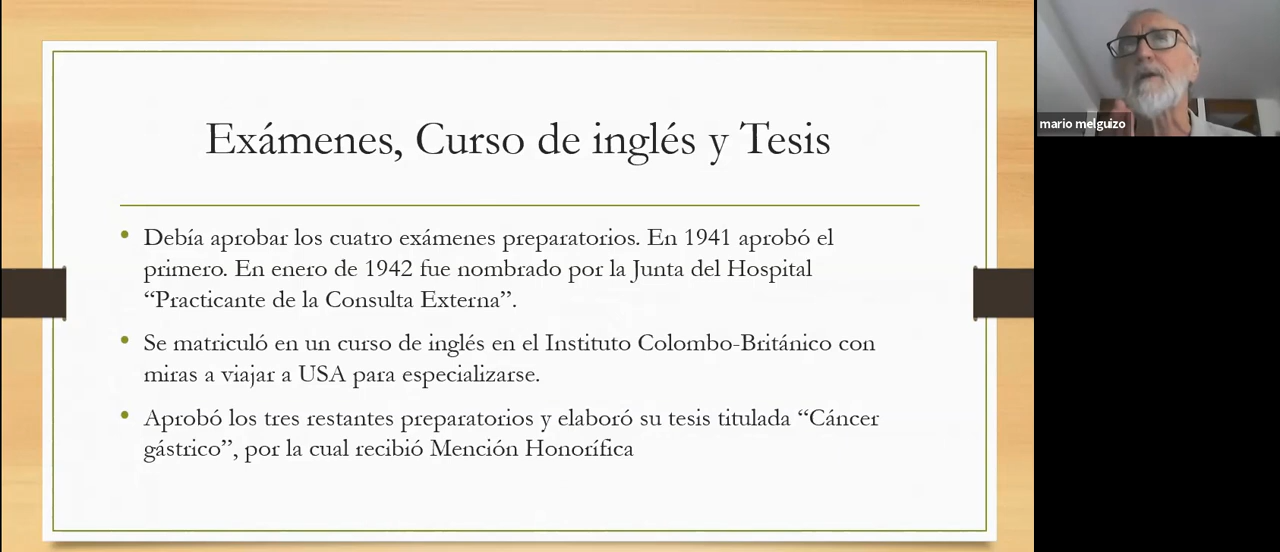 Exámenes, Curso de inglés y Tesis
• Debía aprobar los cuatro exámenes preparatorios. En 1941 aprobó el
primero. En enero de 1942 fue nombrado por la Junta del Hospital
“Practicante de la Consulta Externa”.
• Se matriculó en un curso de inglés en el Instituto Colombo-Británico con
miras a viajar a USA para especializarse.
• Aprobó los tres restantes preparatorios y elaboró su tesis titulada “Cáncer
gástrico”, por la cual recibió Mención Honorífica
mario melguizo